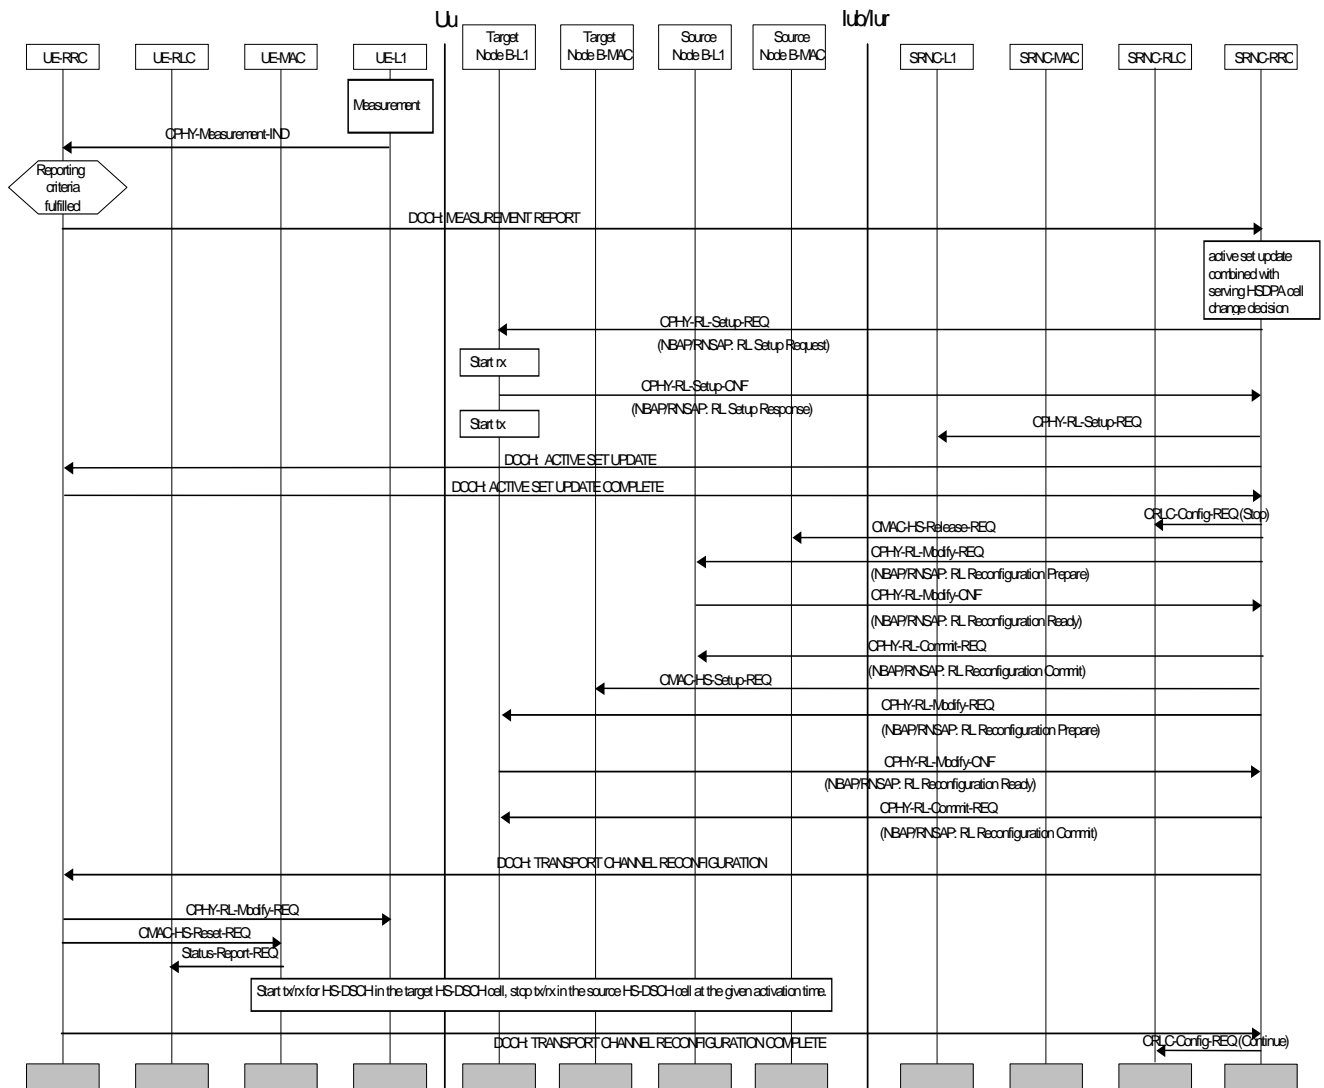 Uu
Iub/Iur
UE-RRC
UE-RLC
UE-MAC
UE-L1
Target
Node B-L1
Target
Node B-MAC
Source
Node B-L1
Source
Node B-MAC
SRNC-L1
SRNC-MAC
SRNC-RLC
SRNC-RRC
Measurement
CPHY-Measurement-IND
Reporting
criteria
fulfilled
DCCH: MEASUREMENT REPORT
active set update
combined with
serving HSDPA cell
change decision
CPHY-RL-Setup-REQ
(NBAP/RNSAP: RL Setup Request)
Start rx
CPHY-RL-Setup-CNF
(NBAP/RNSAP: RL Setup Response)
Start tx
CPHY-RL-Setup-REQ
DCCH: ACTIVE SET UPDATE
DCCH: ACTIVE SET UPDATE COMPLETE
CRLC-Config-REQ (Stop)
CMAC-HS-Release-REQ
CPHY-RL-Modify-REQ
(NBAP/RNSAP: RL Reconfiguration Prepare)
CPHY-RL-Modify-CNF
(NBAP/RNSAP: RL Reconfiguration Ready)
CPHY-RL-Commit-REQ
(NBAP/RNSAP: RL Reconfiguration Commit)
CMAC-HS-Setup-REQ
CPHY-RL-Modify-REQ
(NBAP/RNSAP: RL Reconfiguration Prepare)
CPHY-RL-Modify-CNF
(NBAP/RNSAP: RL Reconfiguration Ready)
CPHY-RL-Commit-REQ
(NBAP/RNSAP: RL Reconfiguration Commit)
DCCH: TRANSPORT CHANNEL RECONFIGURATION
CPHY-RL-Modify-REQ
CMAC-HS-Reset-REQ
Status-Report-REQ
Start tx/rx for HS-DSCH in the target HS-DSCH cell, stop tx/rx in the source HS-DSCH cell at the given activation time.
DCCH: TRANSPORT CHANNEL RECONFIGURATION COMPLETE
CRLC-Config-REQ (Continue)